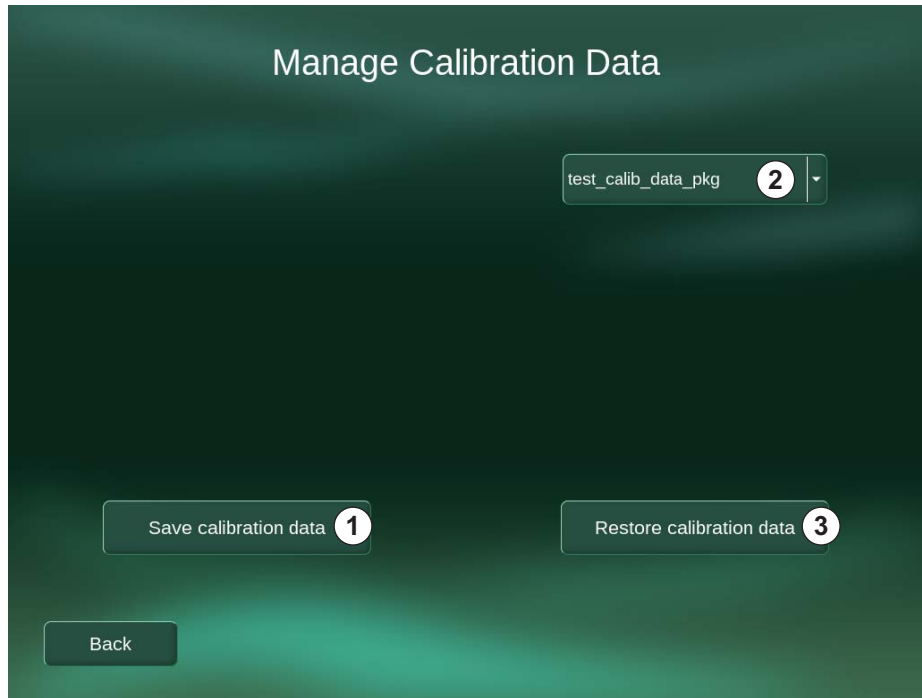 Manage Calibration Data
test_calib_data_pkg 2
Save calibration data 1
Restore calibration data 3
Back